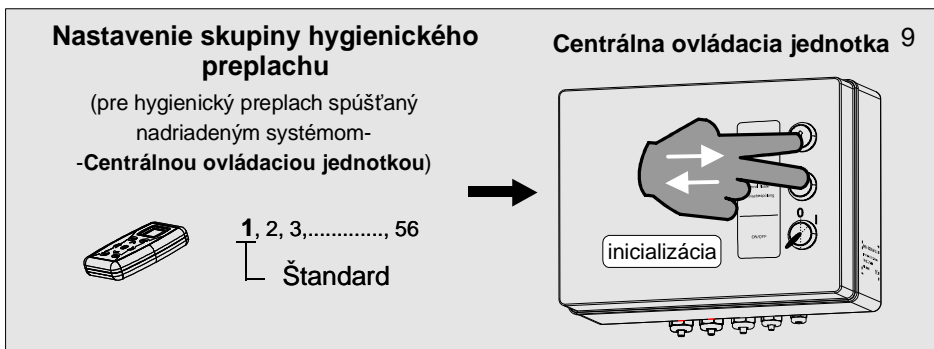 Nastavenie skupiny hygienického
preplachu
(pre hygienický preplach spúšťaný
nadriadeným systémom-
-Centrálnou ovládaciou jednotkou)
1, 2, 3,............., 56
Štandard
Centrálna ovládacia jednotka 9
0 I
ON/OFF
inicializácia